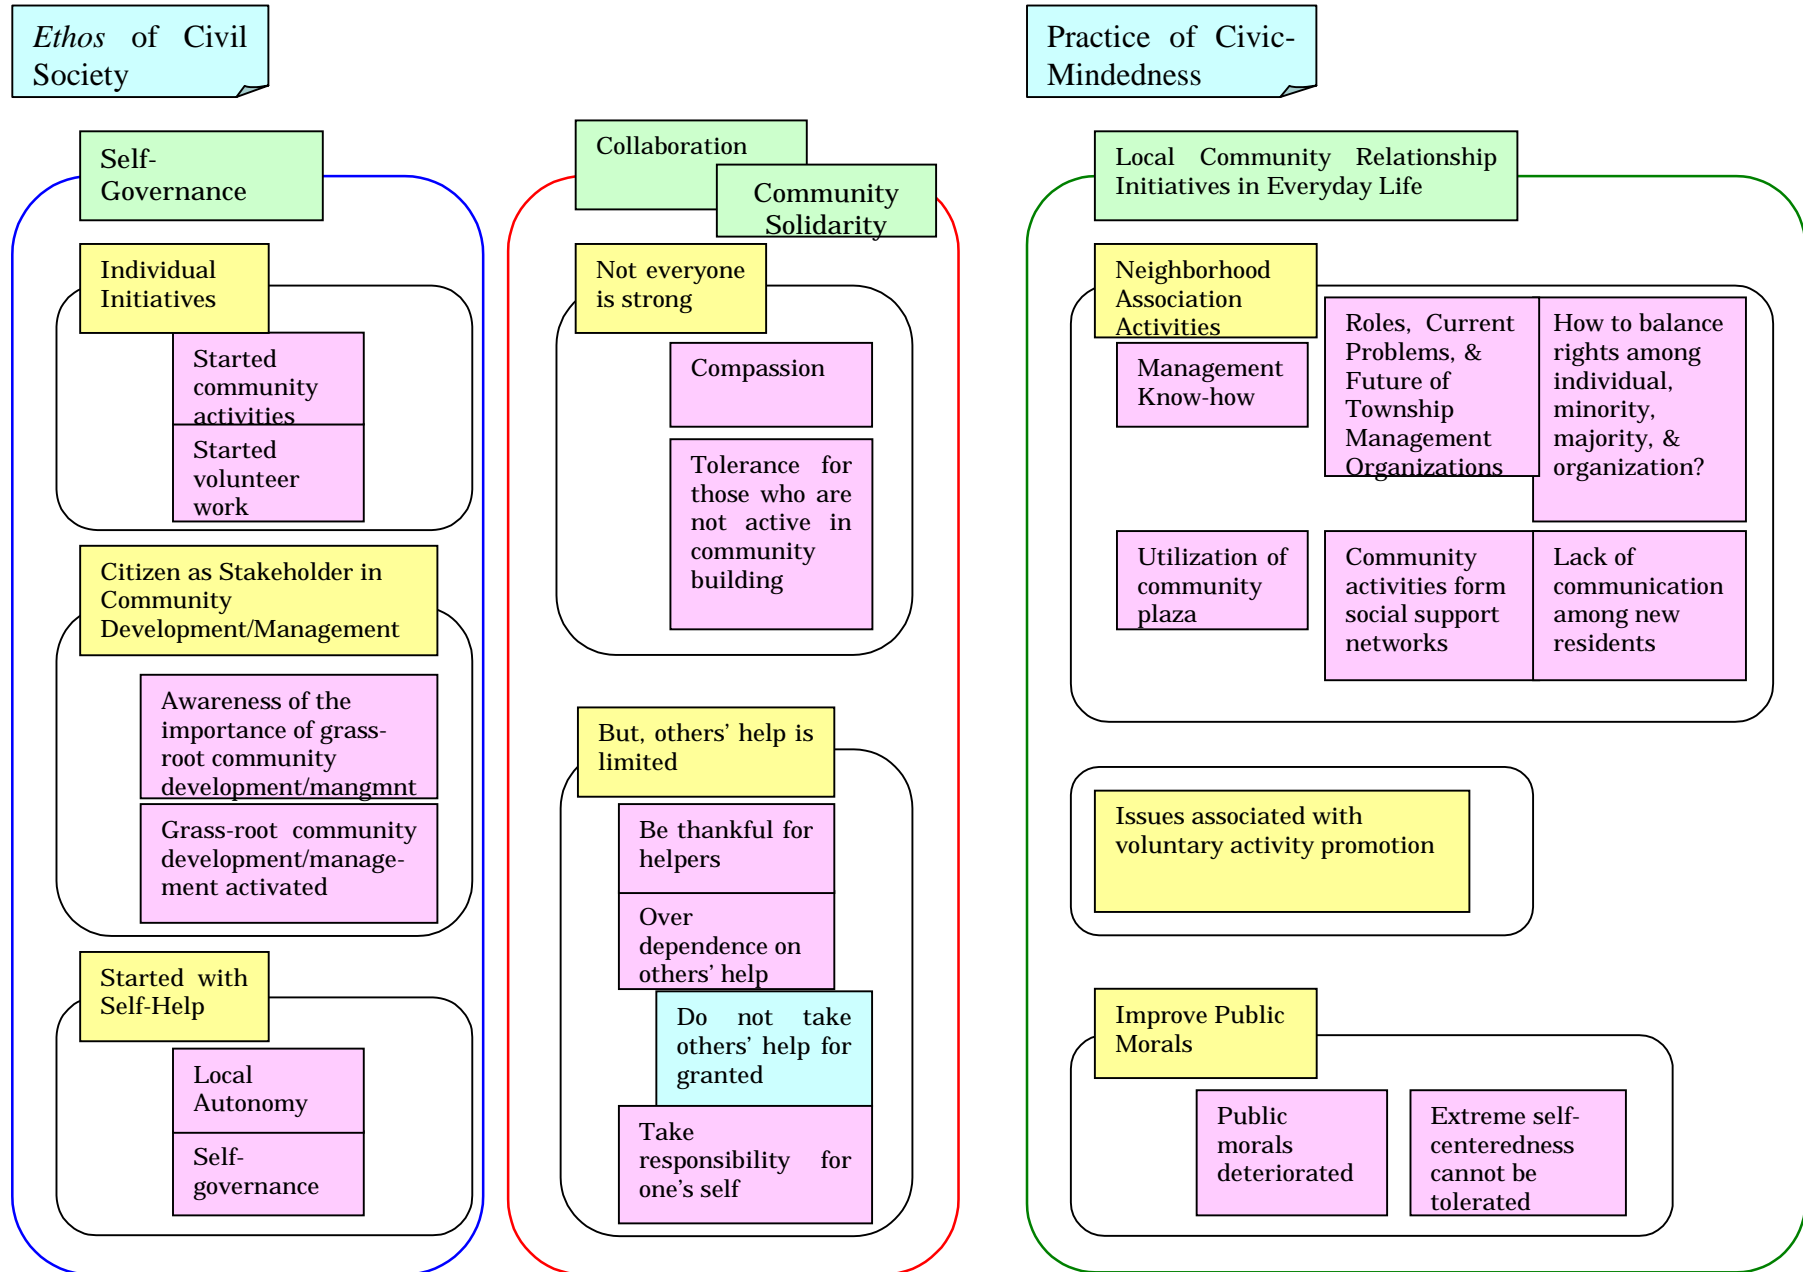 Ethos of Civil
Society
Self-
Governance
Individual
Initiatives
Started
community
activities
Started
volunteer
work
Citizen as Stakeholder in
Community
Development/Management
Awareness of the
importance of grass-
root community
development/mangmnt
Grass-root community
development/manage-
ment activated
Started with
Self-Help
Local
Autonomy
Self-
governance
Collaboration
Community
Solidarity
Not everyone
is strong
Compassion
Tolerance for
those who are
not active in
community
building
But, others’ help is
limited
Be thankful for
helpers
Over
dependence on
others’ help
Do not take
others’ help for
granted
Take
responsibility for
one’s self
Practice of Civic-
Mindedness
Local Community Relationship
Initiatives in Everyday Life
Neighborhood
Association
Activities
Management
Know-how
Roles, Current
Problems, &
Future of
Township
Management
Organizations
How to balance
rights among
individual,
minority,
majority, &
organization?
Utilization of
community
plaza
Community
activities form
social support
networks
Lack of
communication
among new
residents
Issues associated with
voluntary activity promotion
Improve Public
Morals
Public
morals
deteriorated
Extreme self-
centeredness
cannot be
tolerated